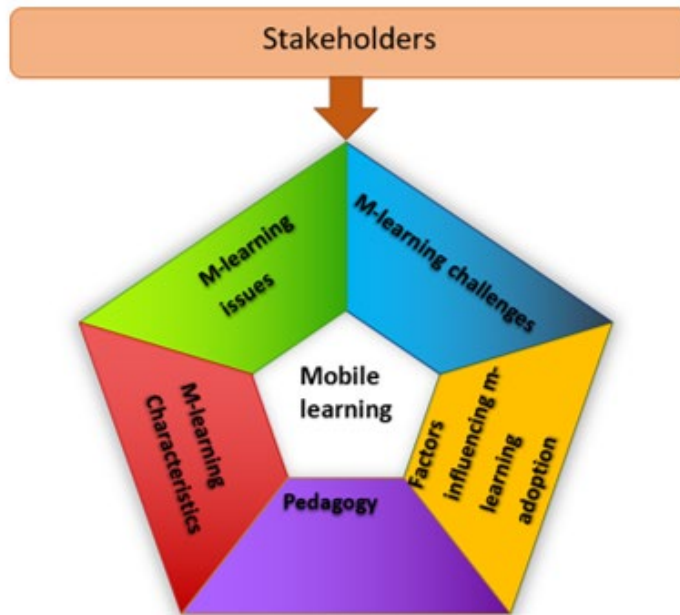 Stakeholders
M-learning
issues
M-learning challenges
Mobile
learning
M-learning
Characteristics
Factors
influencing m-
learning
adoption
Pedagogy